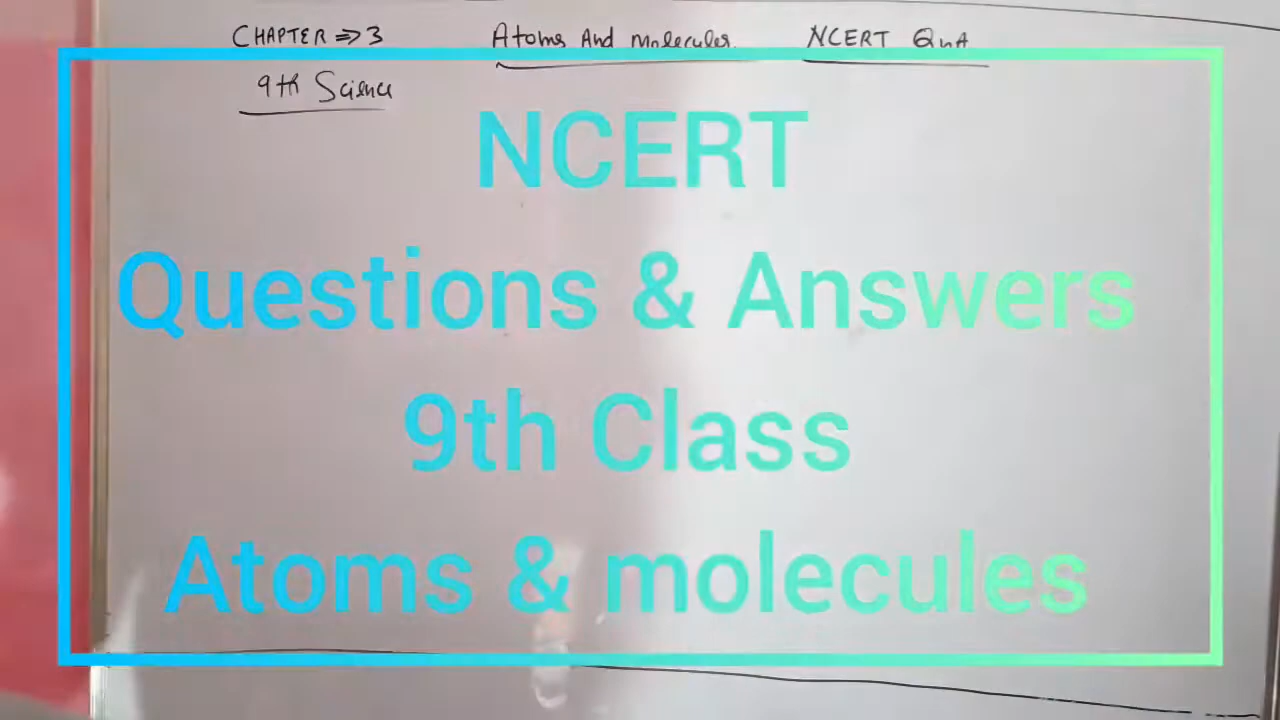 CHAPTER ⇒ 3 Atoms And molecules NCERT QnA
9th Science
NCERT
Questions & Answers
9th Class
Atoms & molecules